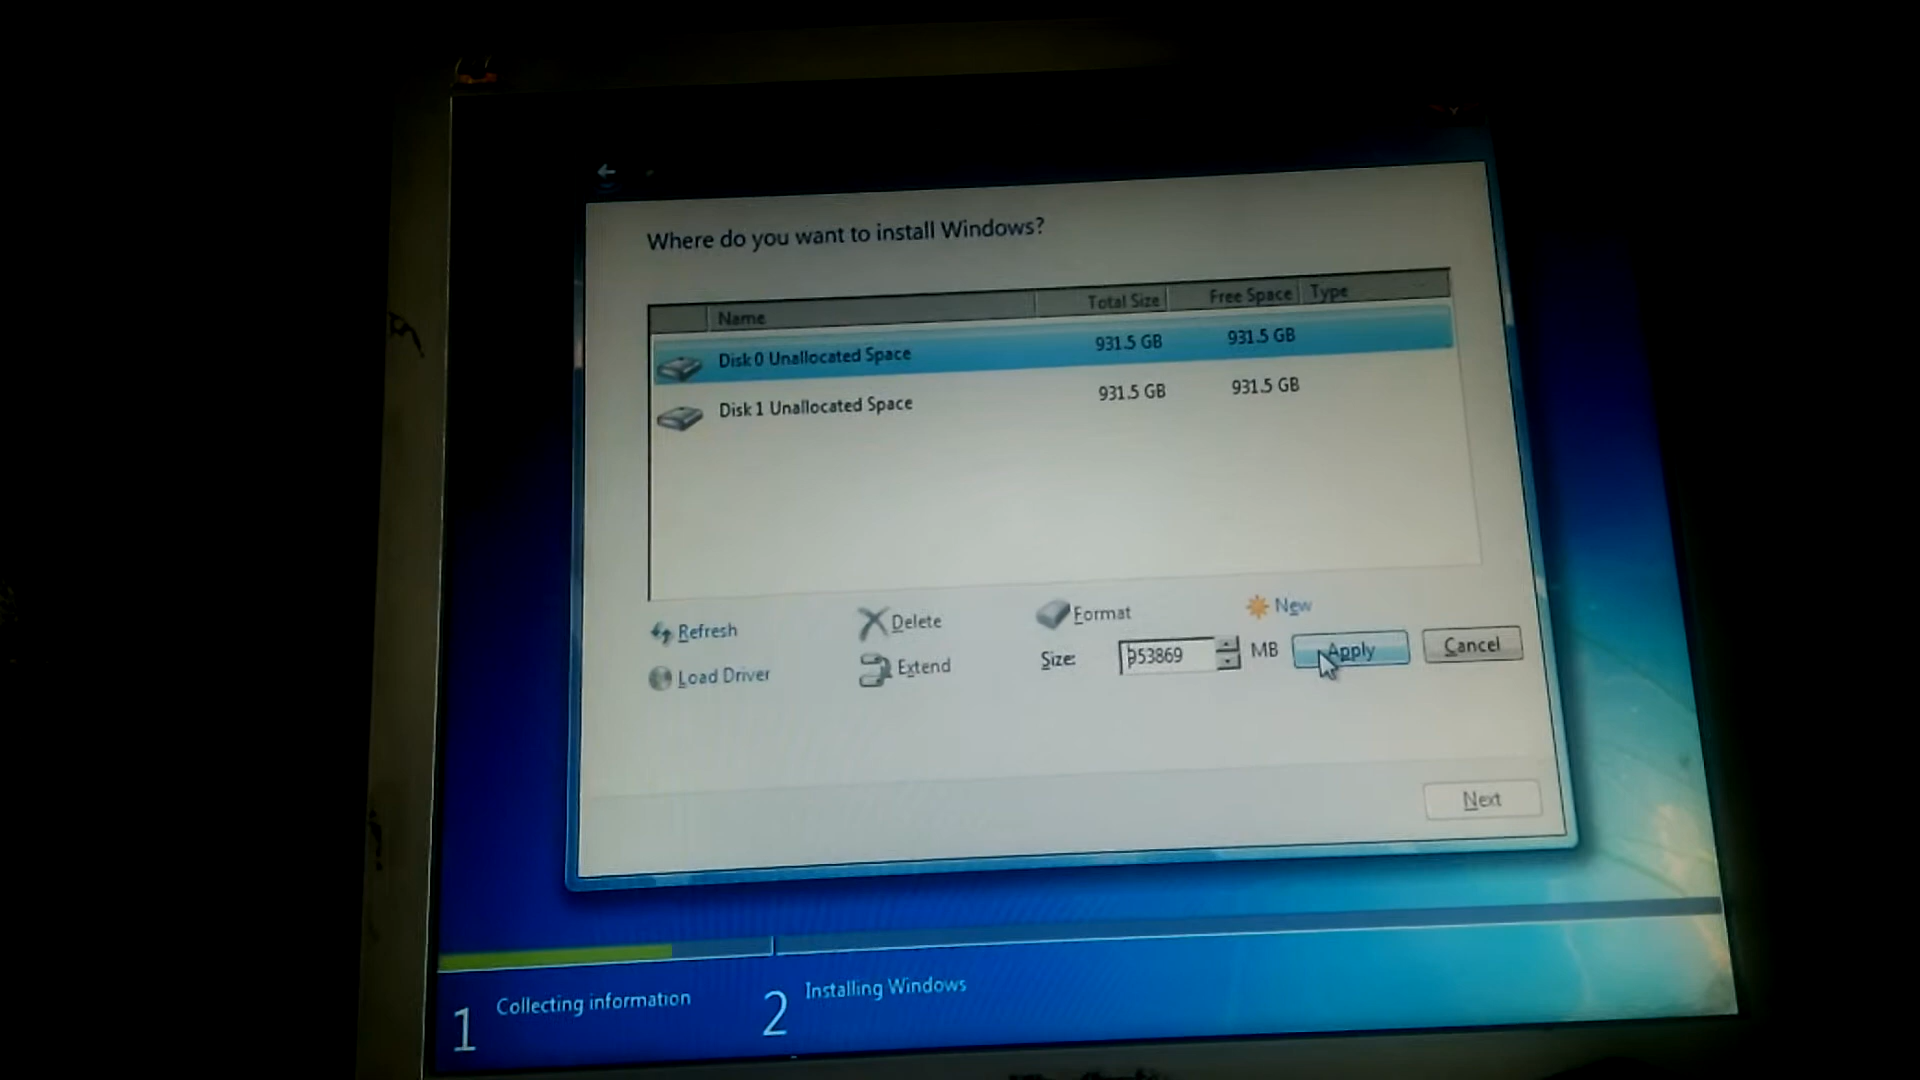 Where do you want to install Windows?
Name Total Size Free Space Type
Disk 0 Unallocated Space 931.5 GB 931.5 GB
Disk 1 Unallocated Space 931.5 GB 931.5 GB
Refresh Delete Format New
Load Driver Extend Size: 953869 MB Apply Cancel
Next
1 Collecting information 2 Installing Windows